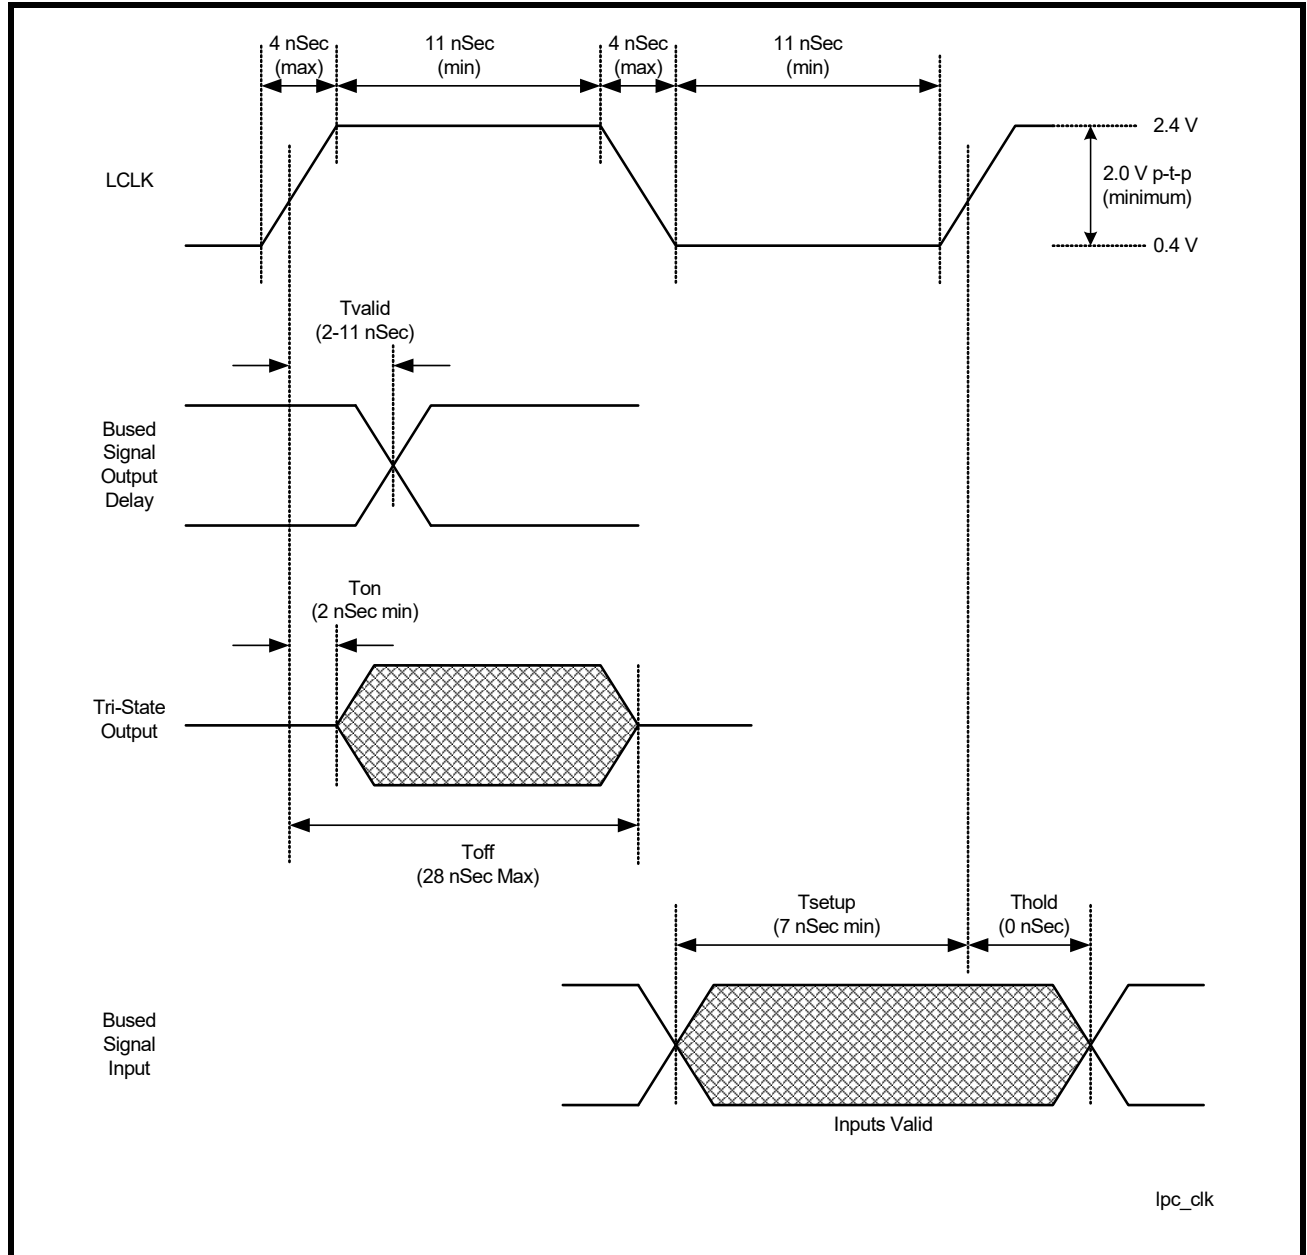 4 nSec
(max)
11 nSec
(min)
4 nSec
(max)
11 nSec
(min)
LCLK
2.4 V
2.0 V p-t-p
(minimum)
0.4 V
Tvalid
(2-11 nSec)
Bused
Signal
Output
Delay
Ton
(2 nSec min)
Tri-State
Output
Toff
(28 nSec Max)
Tsetup
(7 nSec min)
Thold
(0 nSec)
Bused
Signal
Input
Inputs Valid
lpc_clk